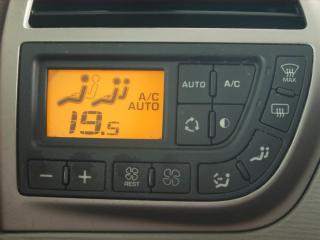 A/C
AUTO
19.5
AUTO A/C
MAX
- +
REST